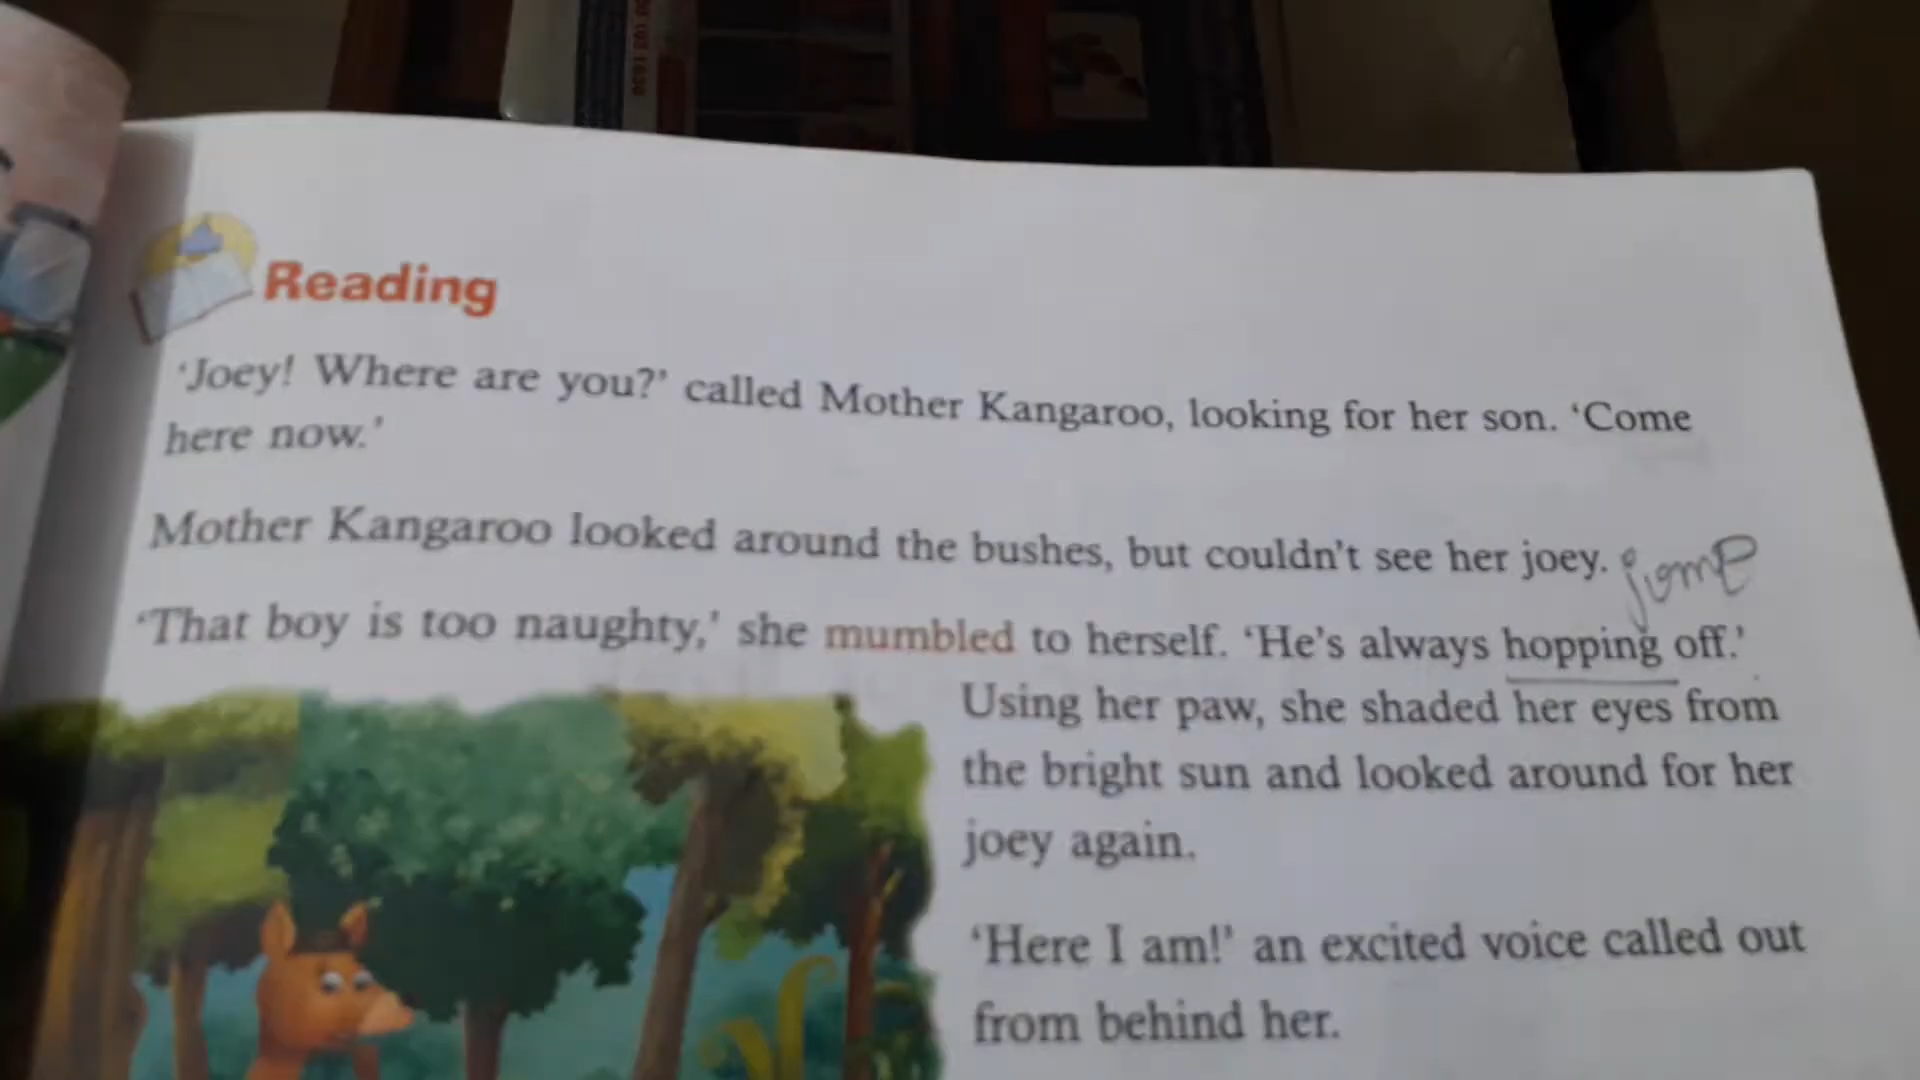 Reading
‘Joey! Where are you?’ called Mother Kangaroo, looking for her son. ‘Come
here now.’
Mother Kangaroo looked around the bushes, but couldn't see her joey.
‘That boy is too naughty,’ she mumbled to herself. ‘He's always hopping off.’
Using her paw, she shaded her eyes from
the bright sun and looked around for her
joey again.
‘Here I am!’ an excited voice called out
from behind her.